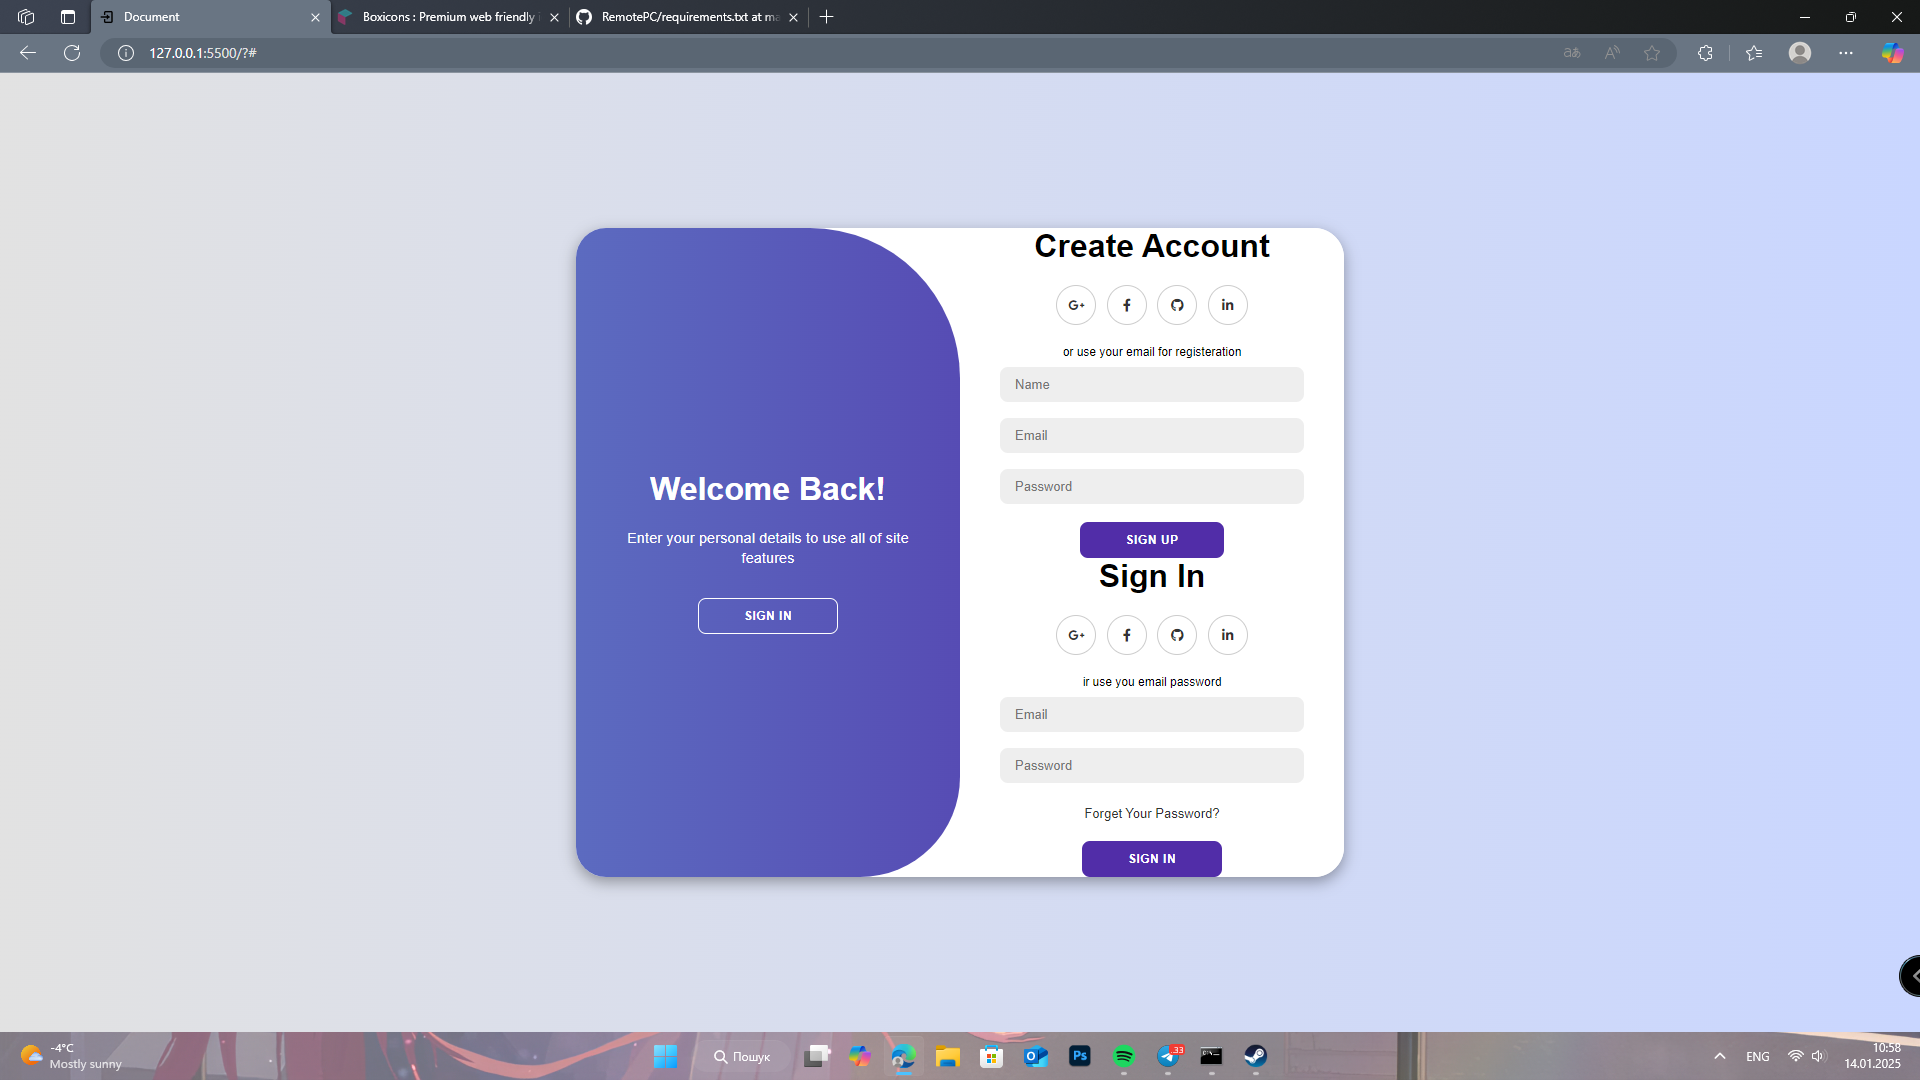 Document
Boxicons : Premium web friendly
RemotePC/requirements.txt at ma
127.0.0.1:5500/?#
Create Account
G+
f
in
or use your email for registeration
Name
Email
Password
SIGN UP
Welcome Back!
Enter your personal details to use all of site
features
SIGN IN
Sign In
G+
f
in
ir use you email password
Email
Password
Forget Your Password?
SIGN IN
-4°C
Mostly sunny
Пошук
Ps
33
ENG
10:58
14.01.2025